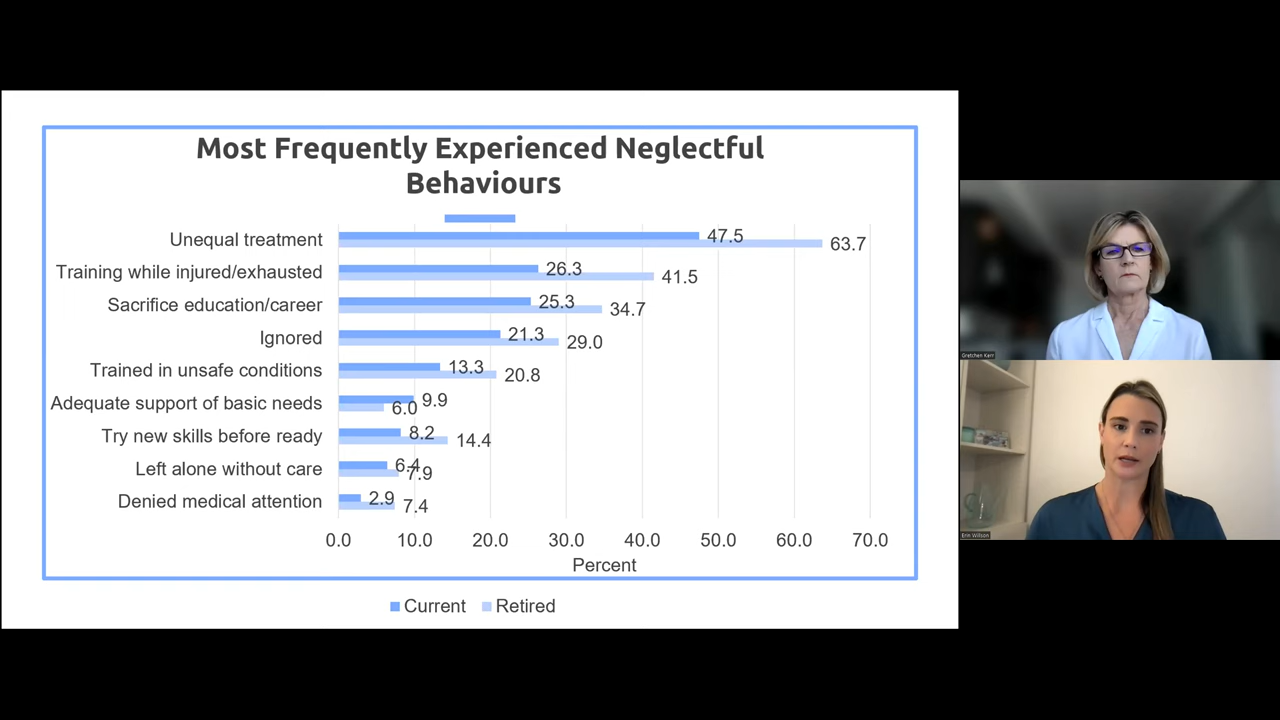 Most Frequently Experienced Neglectful
Behaviours
Unequal treatment
47.5
63.7
Training while injured/exhausted
26.3
41.5
Sacrifice education/career
25.3
34.7
Ignored
21.3
29.0
Trained in unsafe conditions
13.3
20.8
Adequate support of basic needs
9.9
6.0
Try new skills before ready
8.2
14.4
Left alone without care
6.4
7.9
Denied medical attention
2.9
7.4
0.0 10.0 20.0 30.0 40.0 50.0 60.0 70.0
Percent
Current Retired
Gretchen Kerr
Erin Willson